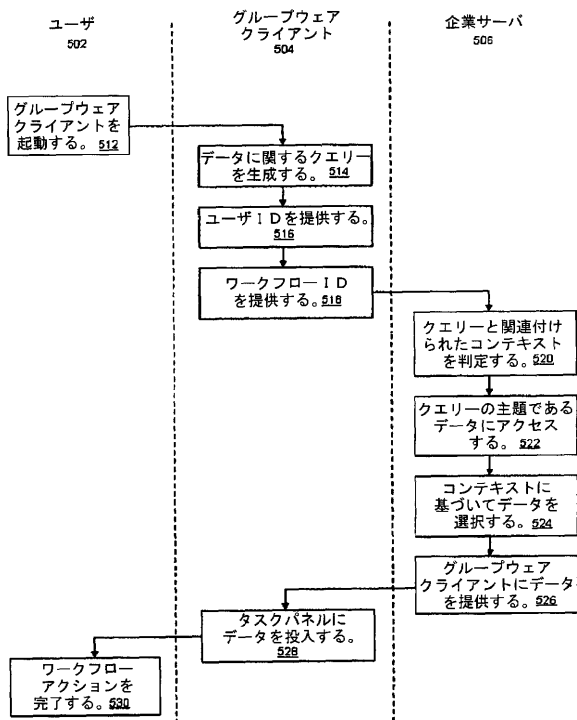 ユーザ
502
グループウェア
クライアント
504
企業サーバ
506
グループウェア
クライアントを
起動する。 512
データに関するクエリー
を生成する。 514
ユーザIDを提供する。
516
ワークフローID
を提供する。 518
クエリーと関連付け
られたコンテキスト
を判定する。 520
クエリーの主題である
データにアクセス
する。 522
コンテキストに
基づいてデータを
選択する。 524
グループウェア
クライアントにデータ
を提供する。 526
タスクパネルに
データを投入する。
528
ワークフロー
アクションを
完了する。 530